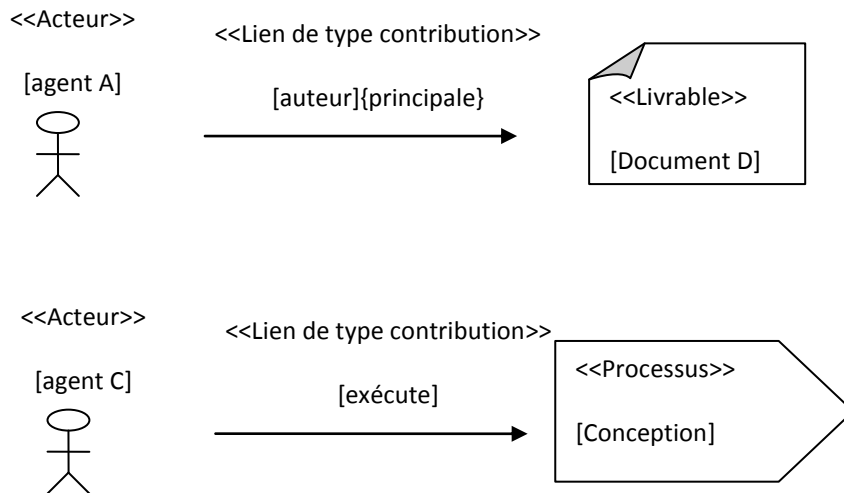 <<Acteur>>
<<Lien de type contribution>>
[agent A]
[auteur]{principale}
<<Livrable>>
[Document D]
<<Acteur>>
<<Lien de type contribution>>
[agent C]
[exécute]
<<Processus>>
[Conception]